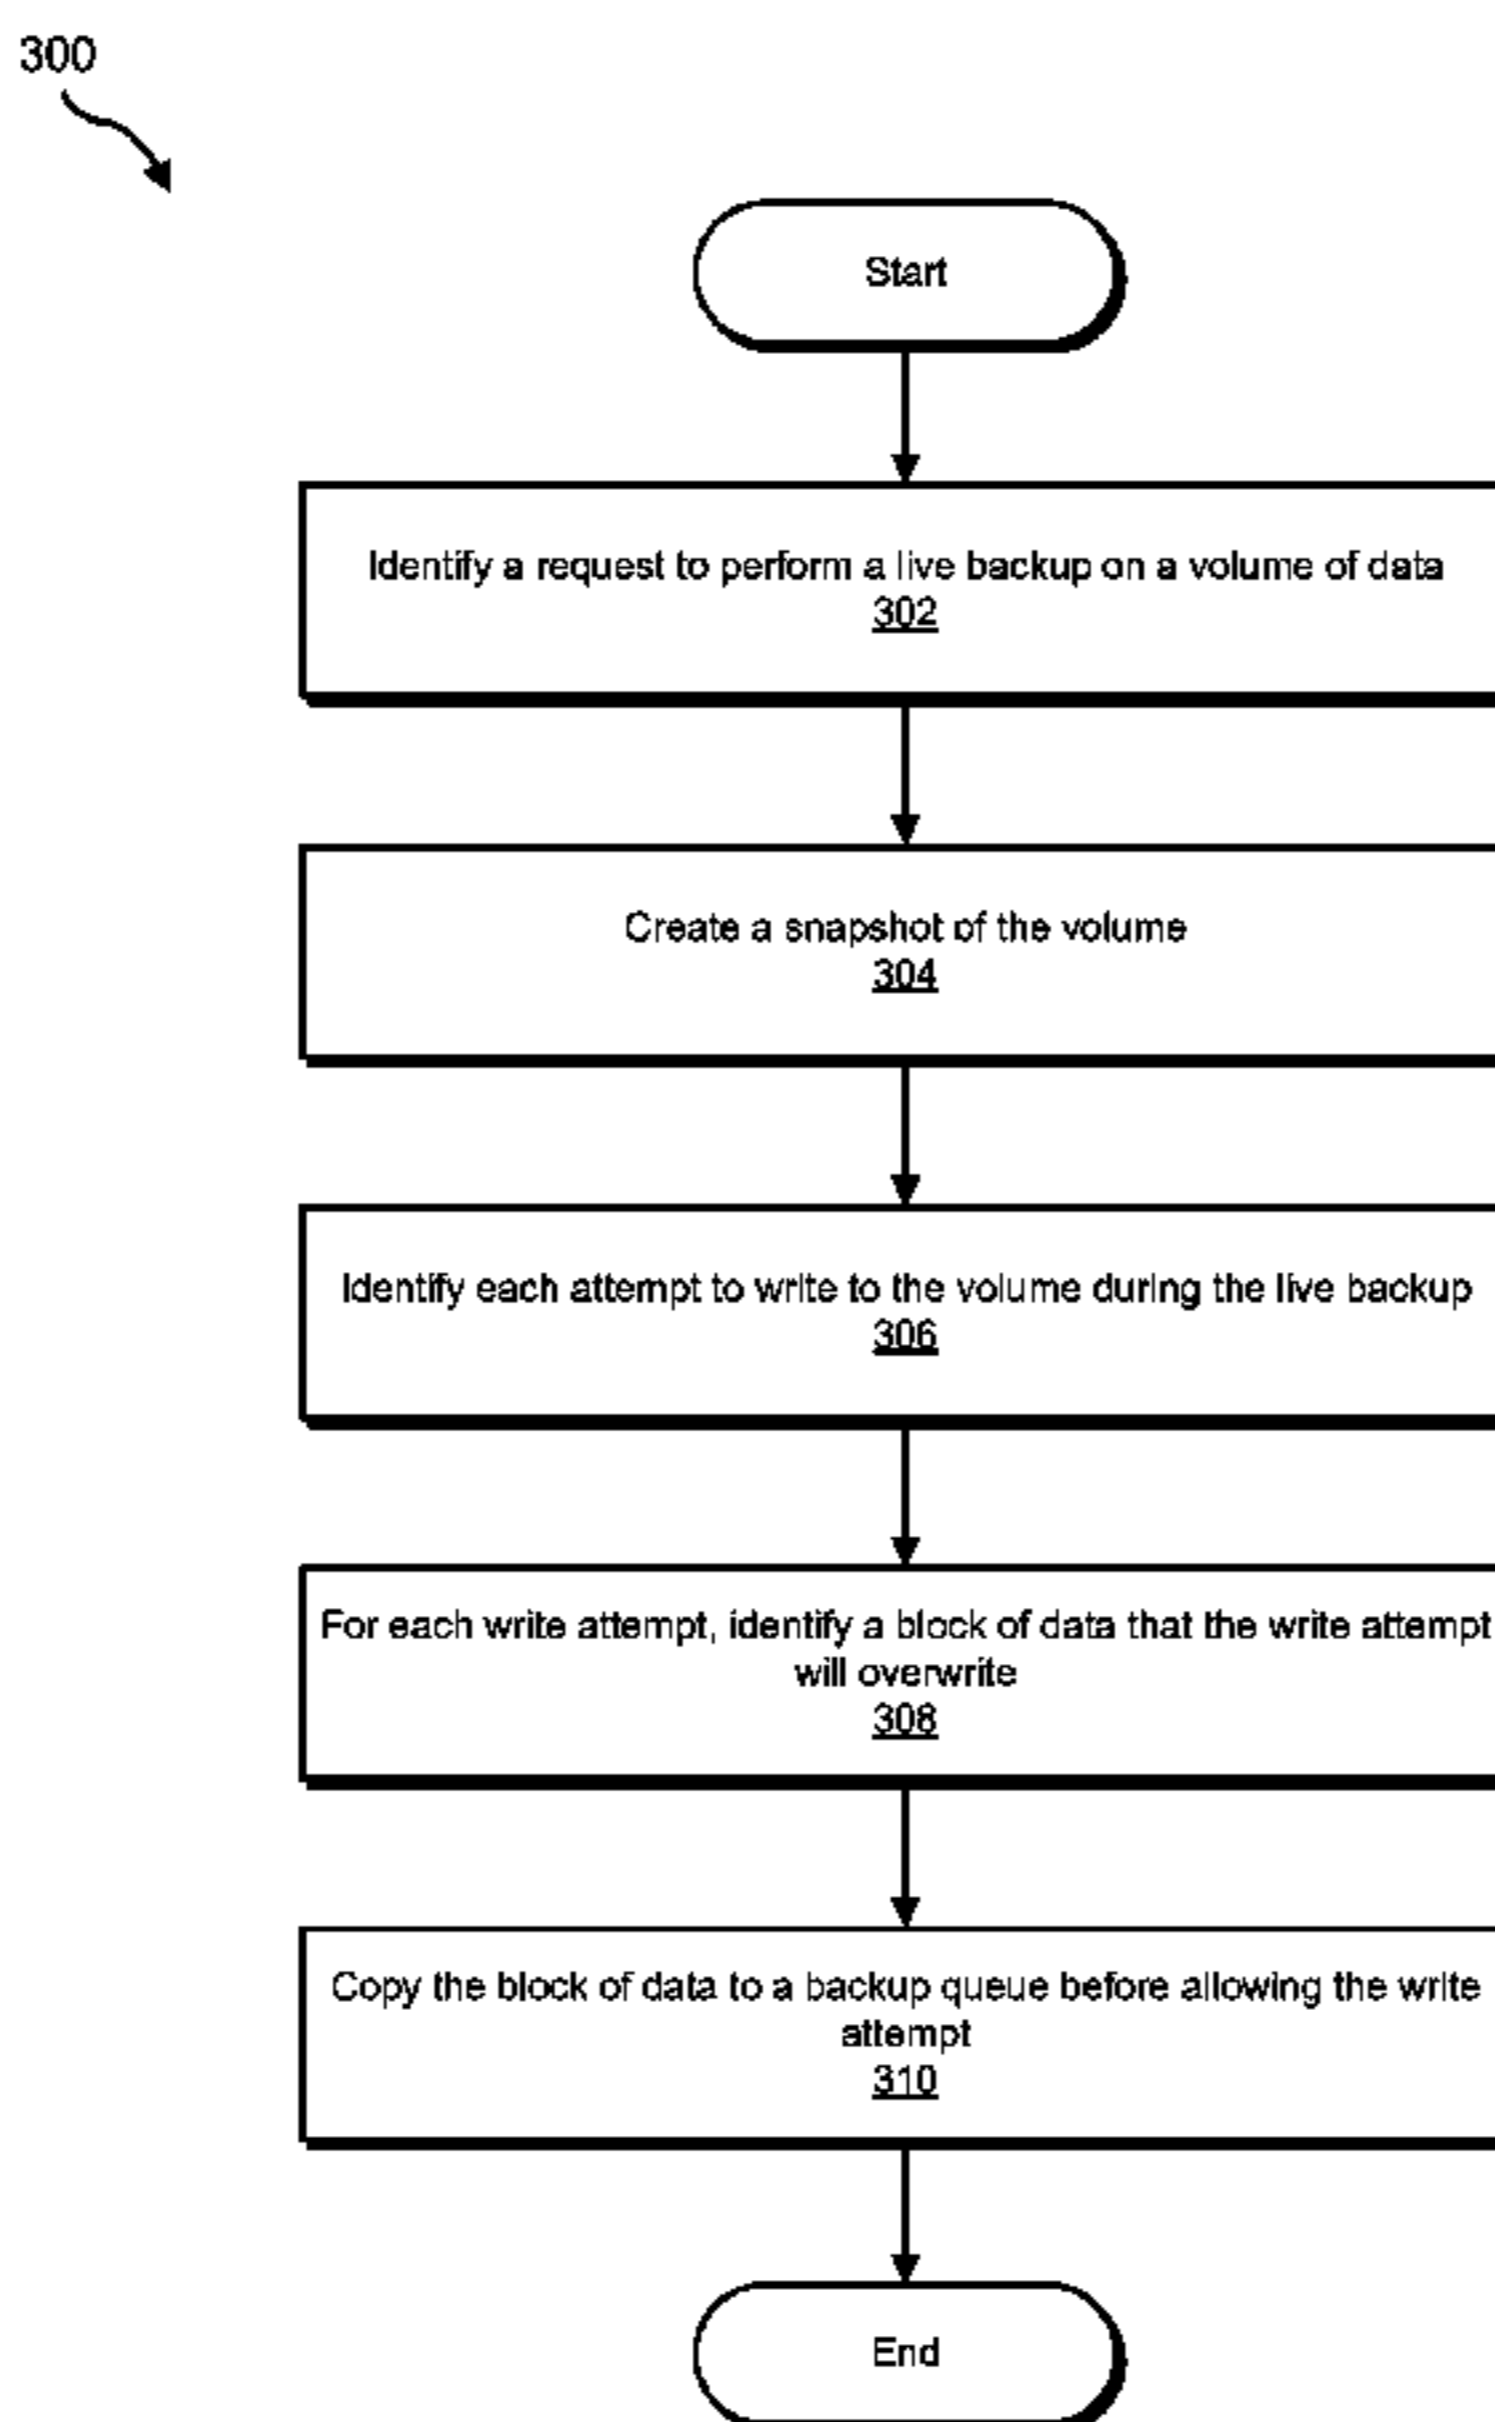 300
Start
Identify a request to perform a live backup on a volume of data
302
Create a snapshot of the volume
304
Identify each attempt to write to the volume during the live backup
306
For each write attempt, identify a block of data that the write attempt
will overwrite
308
Copy the block of data to a backup queue before allowing the write
attempt
310
End